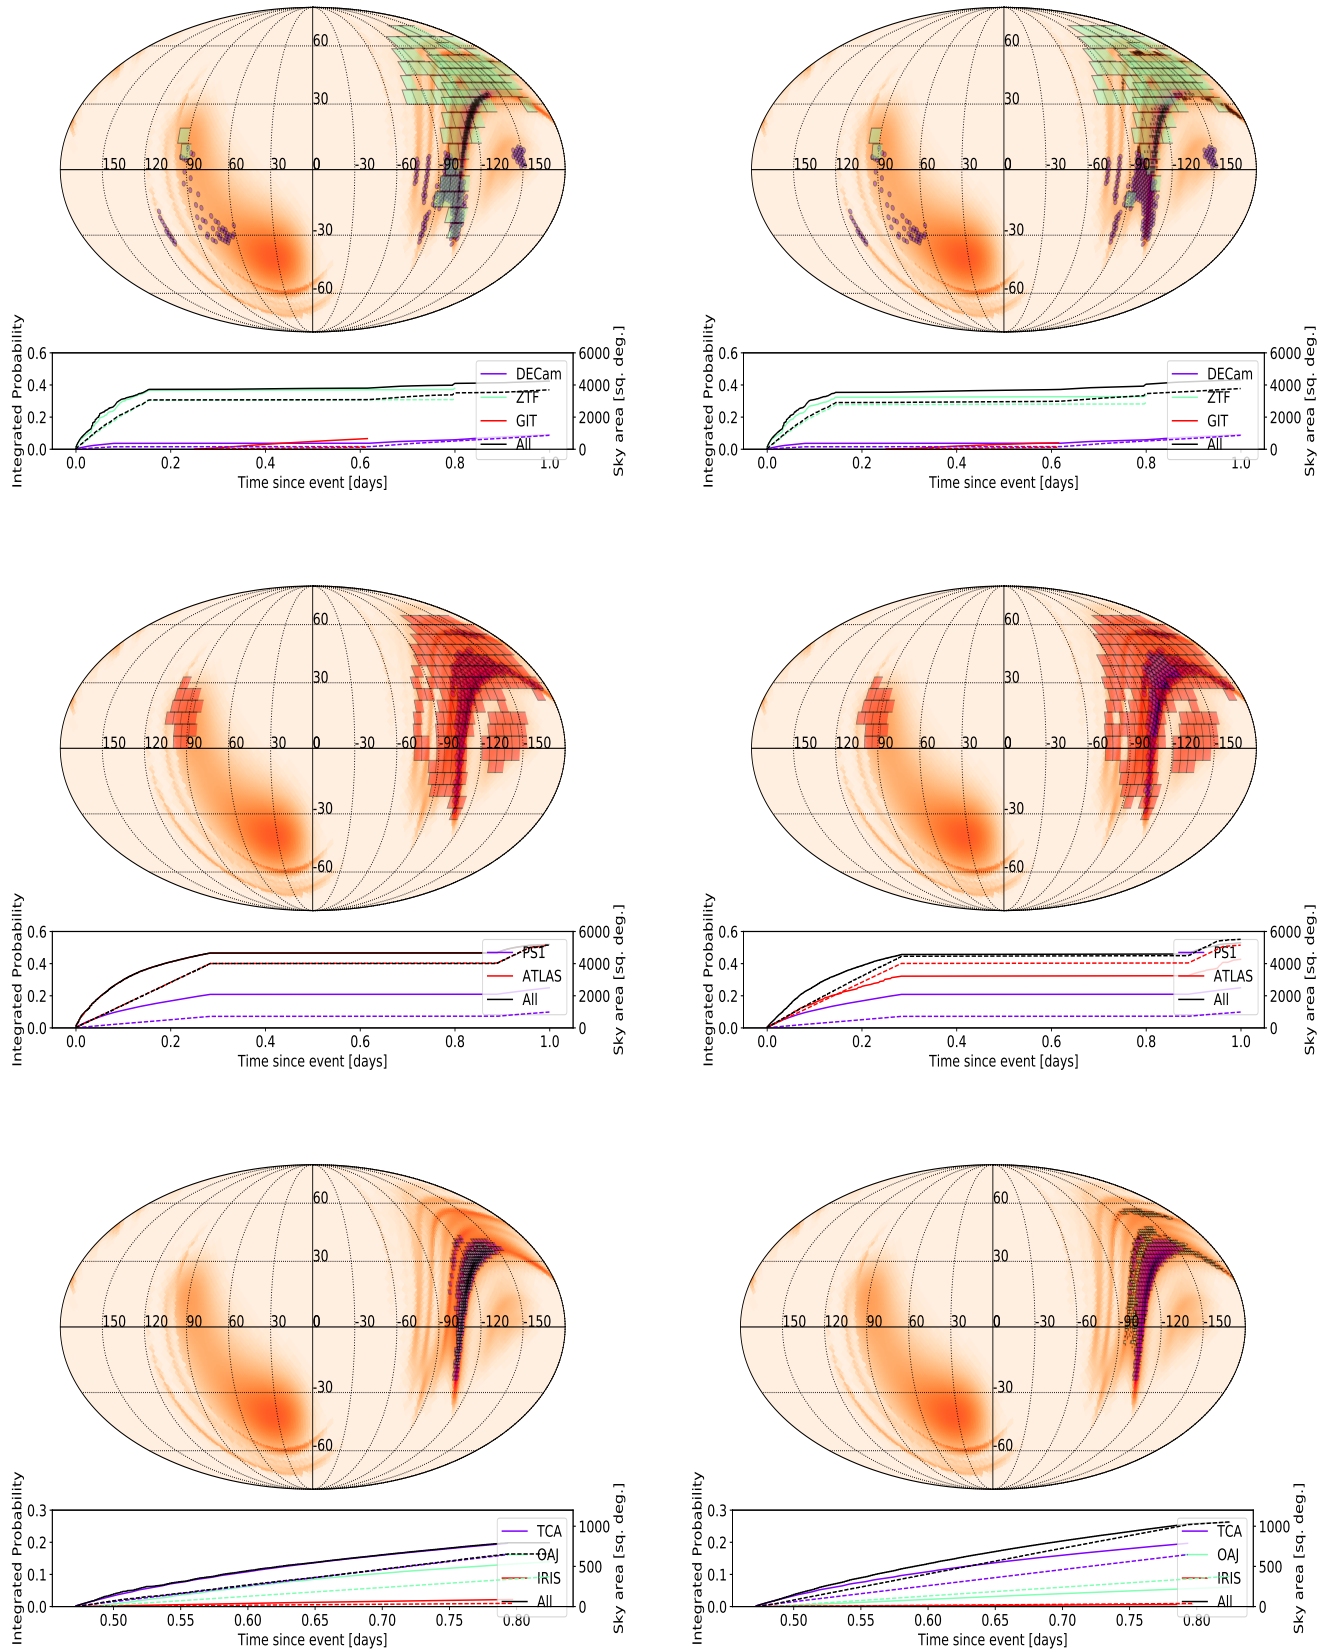 60
30
150 120 90 60 30 0 -30 -60 -90 -120 -150
-30
-60
Integrated Probability
0.6
0.4
0.2
0.0
0.0 0.2 0.4 0.6 0.8 1.0
Time since event [days]
6000
4000
2000
0
Sky area [sq. deg.]
DECam
ZTF
GIT
All
60
30
150 120 90 60 30 0 -30 -60 -90 -120 -150
-30
-60
Integrated Probability
0.6
0.4
0.2
0.0
0.0 0.2 0.4 0.6 0.8 1.0
Time since event [days]
6000
4000
2000
0
Sky area [sq. deg.]
DECam
ZTF
GIT
All
60
30
150 120 90 60 30 0 -30 -60 -90 -120 -150
-30
-60
Integrated Probability
0.6
0.4
0.2
0.0
0.0 0.2 0.4 0.6 0.8 1.0
Time since event [days]
6000
4000
2000
0
Sky area [sq. deg.]
PS1
ATLAS
All
60
30
150 120 90 60 30 0 -30 -60 -90 -120 -150
-30
-60
Integrated Probability
0.6
0.4
0.2
0.0
0.0 0.2 0.4 0.6 0.8 1.0
Time since event [days]
6000
4000
2000
0
Sky area [sq. deg.]
PS1
ATLAS
All
60
30
150 120 90 60 30 0 -30 -60 -90 -120 -150
-30
-60
Integrated Probability
0.3
0.2
0.1
0.0
0.50 0.55 0.60 0.65 0.70 0.75 0.80
Time since event [days]
1000
500
0
Sky area [sq. deg.]
TCA
OAJ
IRIS
All
60
30
150 120 90 60 30 0 -30 -60 -90 -120 -150
-30
-60
Integrated Probability
0.3
0.2
0.1
0.0
0.50 0.55 0.60 0.65 0.70 0.75 0.80
Time since event [days]
1000
500
0
Sky area [sq. deg.]
TCA
OAJ
IRIS
All